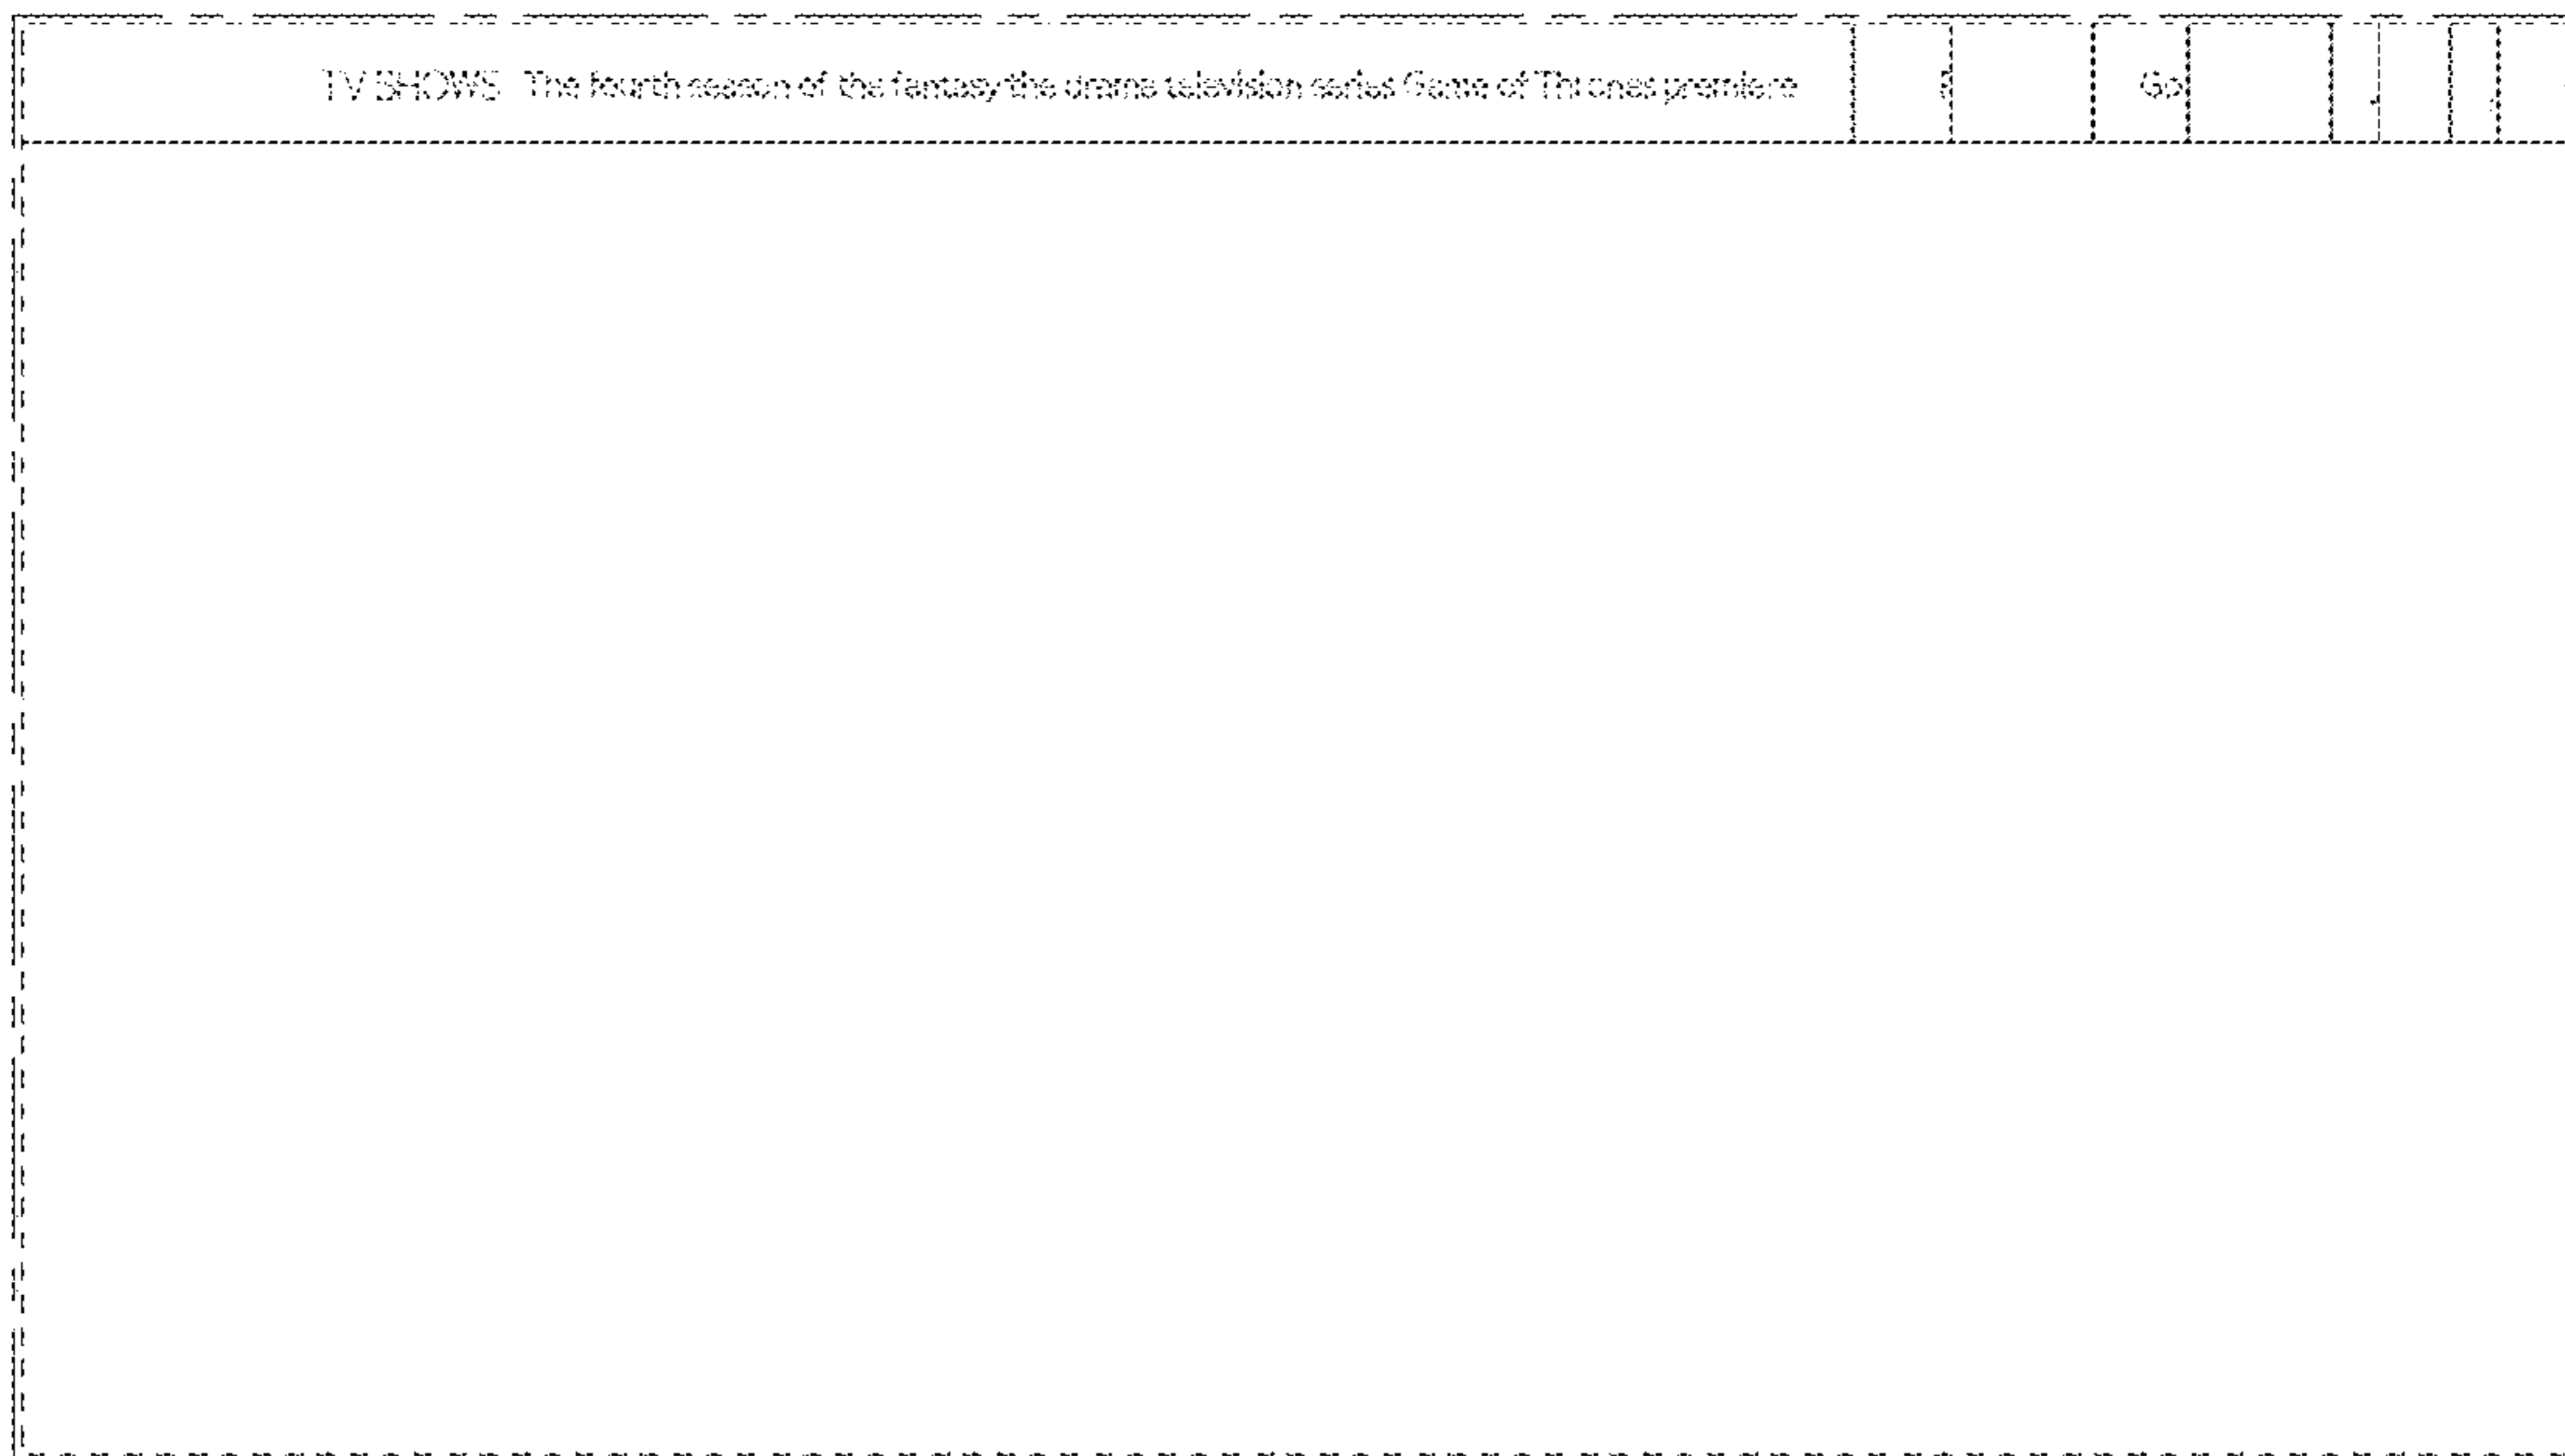 TV SHOWS The fourth season of the fantasy the drama television series Game of Thrones premiere